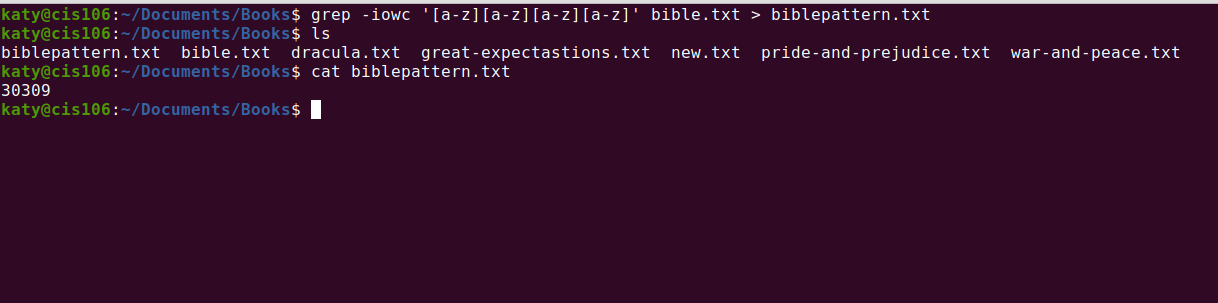 katy@cis106:~/Documents/Books$ grep -iowc '[a-z][a-z][a-z][a-z]' bible.txt > biblepattern.txt
katy@cis106:~/Documents/Books$ ls
biblepattern.txt  bible.txt  dracula.txt  great-expectastions.txt  new.txt  pride-and-prejudice.txt  war-and-peace.txt
katy@cis106:~/Documents/Books$ cat biblepattern.txt
30309
katy@cis106:~/Documents/Books$